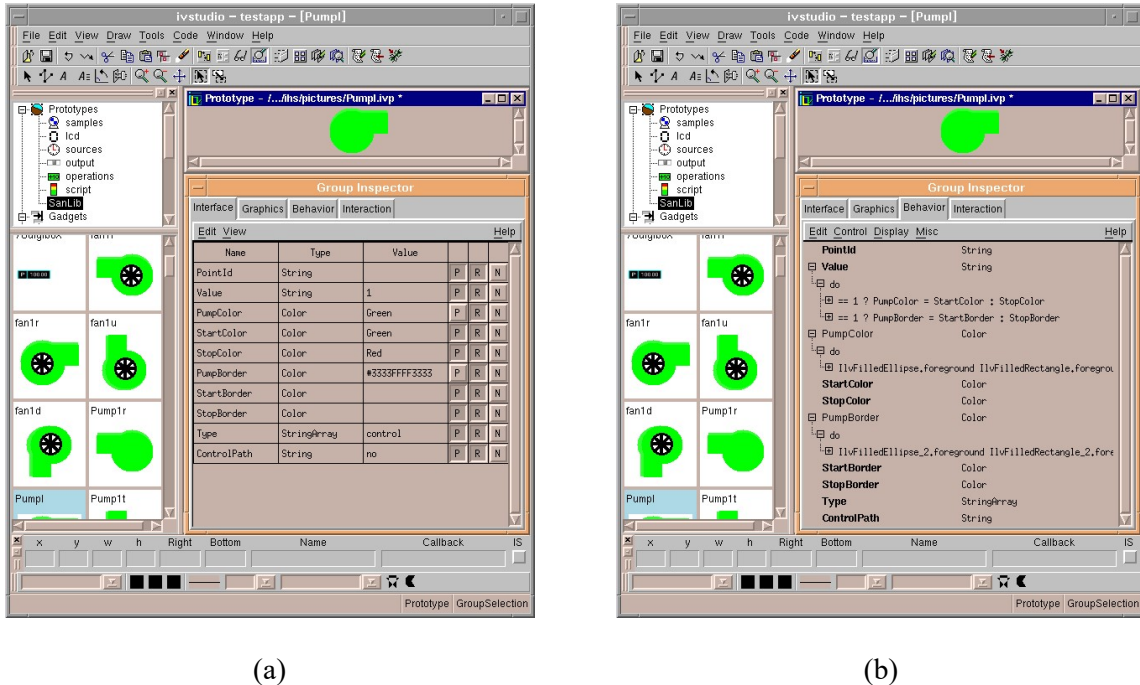 ivstudio - testapp - [Pumpl]
File Edit View Draw Tools Code Window Help
Prototypes
samples
lcd
sources
output
operations
script
SanLib
Gadgets
Prototype - /.../ihs/pictures/Pumpl.ivp *
Group Inspector
Interface Graphics Behavior Interaction
Edit View Help
Name Type Value
PointId String P R N
Value String 1 P R N
PumpColor Color Green P R N
StartColor Color Green P R N
StopColor Color Red P R N
PumpBorder Color #3333FFFF3333 P R N
StartBorder Color P R N
StopBorder Color P R N
Type StringArray control P R N
ControlPath String no P R N
fan1r fan1u
fan1d Pump1r
Pumpl Pump1t
x y w h Right Bottom Name Callback IS
Prototype GroupSelection
(a)
ivstudio - testapp - [Pumpl]
File Edit View Draw Tools Code Window Help
Prototypes
samples
lcd
sources
output
operations
script
SanLib
Gadgets
Prototype - /.../ihs/pictures/Pumpl.ivp *
Group Inspector
Interface Graphics Behavior Interaction
Edit Control Display Misc Help
PointId String
Value String
do
== 1 ? PumpColor = StartColor : StopColor
== 1 ? PumpBorder = StartBorder : StopBorder
PumpColor Color
do
IlvFilledEllipse.foreground IlvFilledRectangle.foregrou
StartColor Color
StopColor Color
PumpBorder Color
do
IlvFilledEllipse_2.foreground IlvFilledRectangle_2.fore
StartBorder Color
StopBorder Color
Type StringArray
ControlPath String
fan1r fan1u
fan1d Pump1r
Pumpl Pump1t
x y w h Right Bottom Name Callback IS
Prototype GroupSelection
(b)